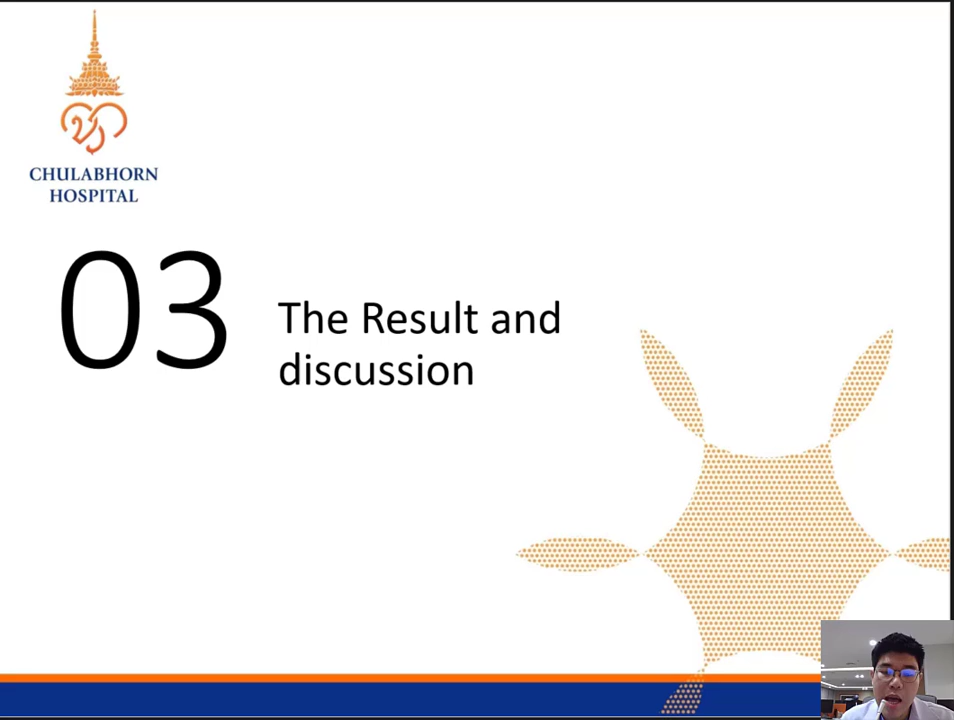 CHULABHORN
HOSPITAL
03
The Result and
discussion